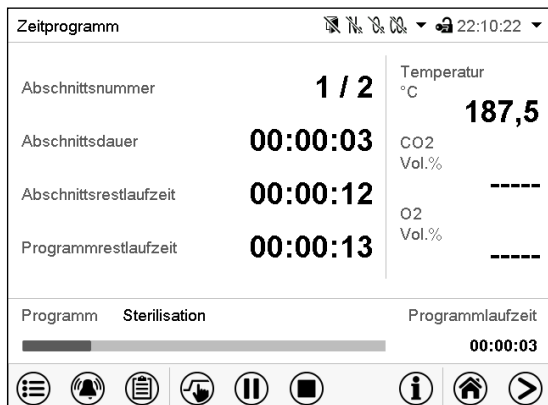 Zeitprogramm 22:10:22
Abschnittsnummer 1 / 2
Abschnittsdauer 00:00:03
Abschnittsrestlaufzeit 00:00:12
Programmrestlaufzeit 00:00:13
Temperatur
°C
187,5
CO2
Vol.%
-----
O2
Vol.%
-----
Programm Sterilisation Programmlaufzeit
00:00:03